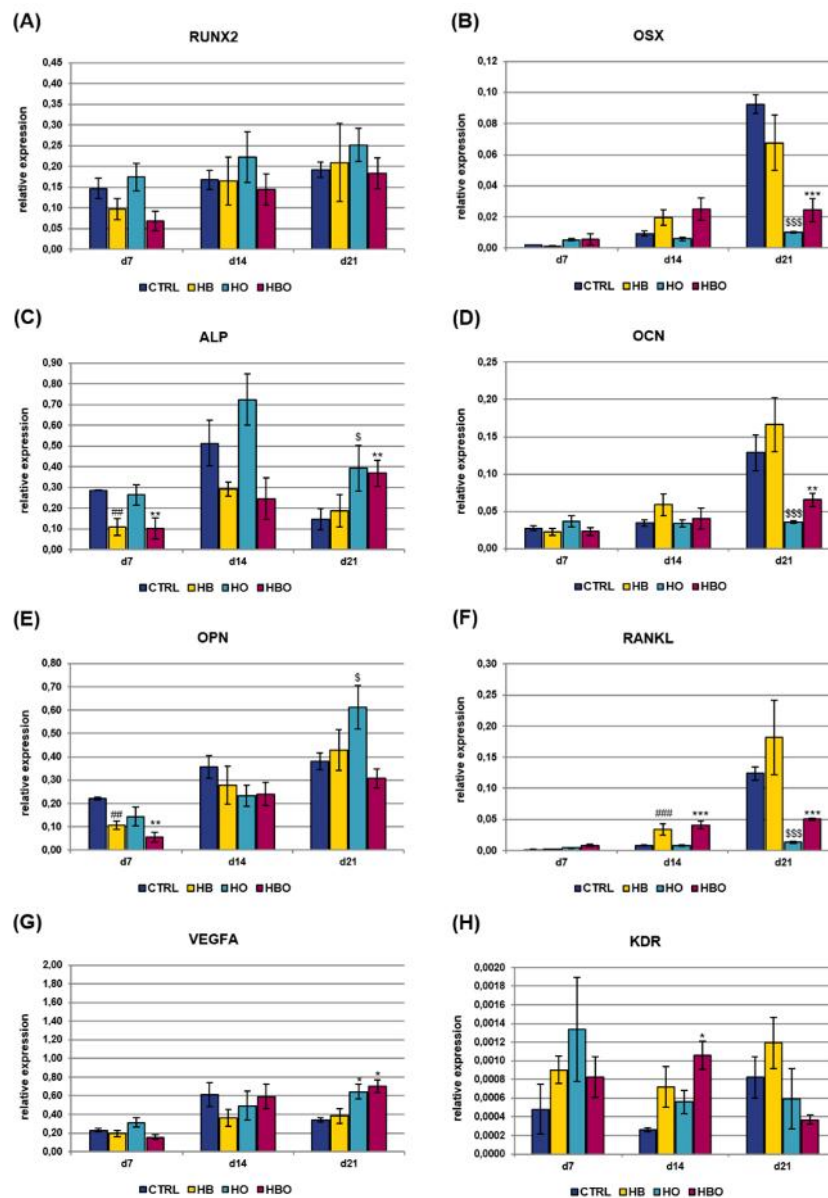 (A)
RUNX2
relative expression
0,45
0,40
0,35
0,30
0,25
0,20
0,15
0,10
0,05
0,00
d7 d14 d21
CTRL HB HO HBO
(B)
OSX
relative expression
0,12
0,10
0,08
0,06
0,04
0,02
0,00
$$$ ***
d7 d14 d21
CTRL HB HO HBO
(C)
ALP
relative expression
0,90
0,80
0,70
0,60
0,50
0,40
0,30
0,20
0,10
0,00
## ** $ **
d7 d14 d21
CTRL HB HO HBO
(D)
OCN
relative expression
0,25
0,20
0,15
0,10
0,05
0,00
$$$ **
d7 d14 d21
CTRL HB HO HBO
(E)
OPN
relative expression
0,80
0,70
0,60
0,50
0,40
0,30
0,20
0,10
0,00
## ** $
d7 d14 d21
CTRL HB HO HBO
(F)
RANKL
relative expression
0,30
0,25
0,20
0,15
0,10
0,05
0,00
### *** $$$ ***
d7 d14 d21
CTRL HB HO HBO
(G)
VEGFA
relative expression
2,00
1,80
1,60
1,40
1,20
1,00
0,80
0,60
0,40
0,20
0,00
* *
d7 d14 d21
CTRL HB HO HBO
(H)
KDR
relative expression
0,0020
0,0018
0,0016
0,0014
0,0012
0,0010
0,0008
0,0006
0,0004
0,0002
0,0000
*
d7 d14 d21
CTRL HB HO HBO